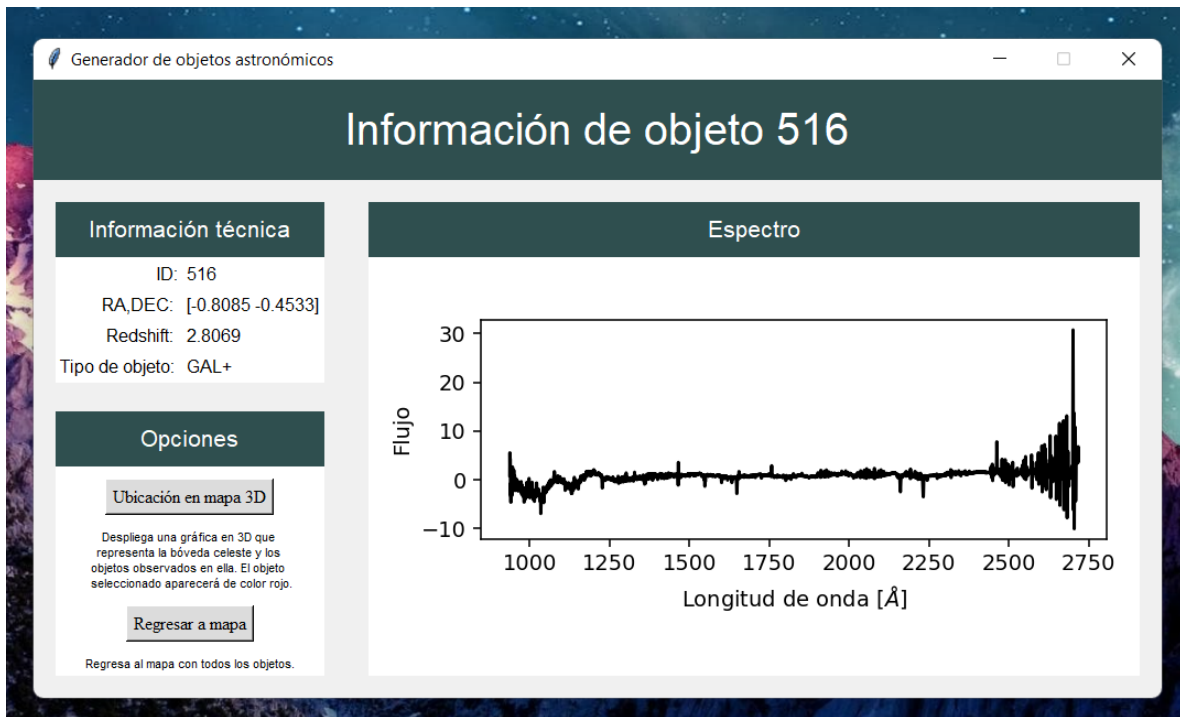 Generador de objetos astronómicos
Información de objeto 516
Información técnica
ID: 516
RA,DEC: [-0.8085 -0.4533]
Redshift: 2.8069
Tipo de objeto: GAL+
Opciones
Ubicación en mapa 3D
Despliega una gráfica en 3D que
representa la bóveda celeste y los
objetos observados en ella. El objeto
seleccionado aparecerá de color rojo.
Regresar a mapa
Regresa al mapa con todos los objetos.
Espectro
30
20
10
0
−10
Flujo
1000 1250 1500 1750 2000 2250 2500 2750
Longitud de onda [Å]